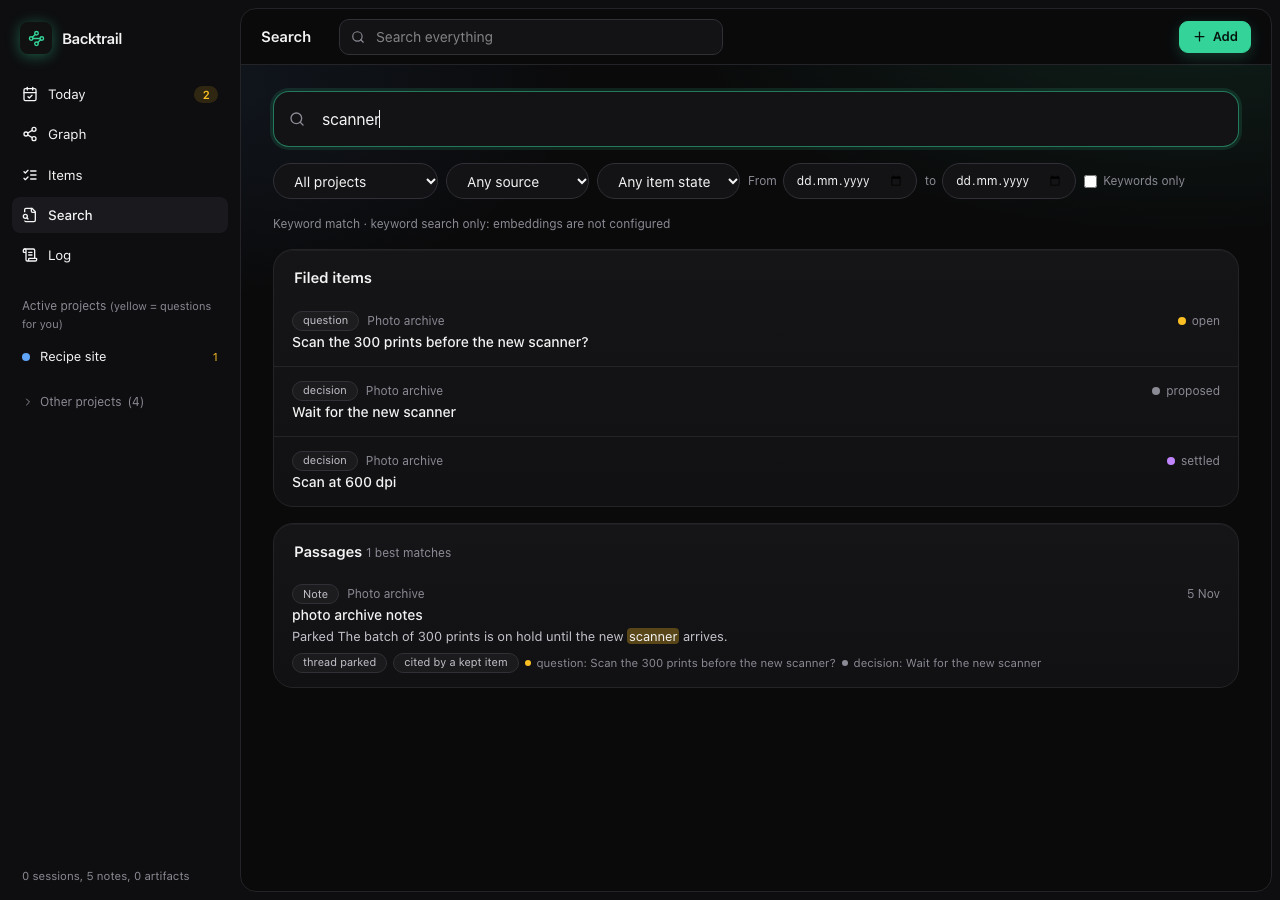 Backtrail
Today 2
Graph
Items
Search
Log
Active projects (yellow = questions
for you)
Recipe site 1
Other projects (4)
0 sessions, 5 notes, 0 artifacts
Search
Search everything
Add
scanner
All projects Any source Any item state From dd.mm.yyyy to dd.mm.yyyy Keywords only
Keyword match · keyword search only: embeddings are not configured
Filed items
question Photo archive open
Scan the 300 prints before the new scanner?
decision Photo archive proposed
Wait for the new scanner
decision Photo archive settled
Scan at 600 dpi
Passages 1 best matches
Note Photo archive 5 Nov
photo archive notes
Parked The batch of 300 prints is on hold until the new scanner arrives.
thread parked cited by a kept item question: Scan the 300 prints before the new scanner? decision: Wait for the new scanner